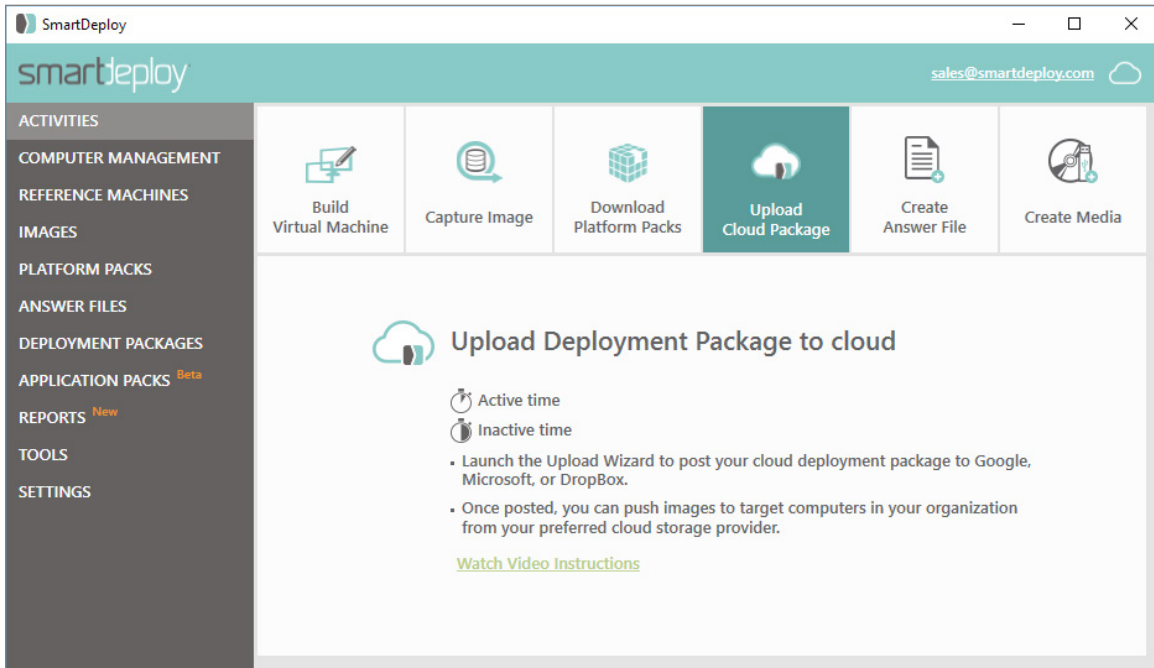 SmartDeploy
smartdeploy
sales@smartdeploy.com
ACTIVITIES
COMPUTER MANAGEMENT
REFERENCE MACHINES
IMAGES
PLATFORM PACKS
ANSWER FILES
DEPLOYMENT PACKAGES
APPLICATION PACKS Beta
REPORTS New
TOOLS
SETTINGS
Build
Virtual Machine
Capture Image
Download
Platform Packs
Upload
Cloud Package
Create
Answer File
Create Media
Upload Deployment Package to cloud
Active time
Inactive time
▪ Launch the Upload Wizard to post your cloud deployment package to Google,
Microsoft, or DropBox.
▪ Once posted, you can push images to target computers in your organization
from your preferred cloud storage provider.
Watch Video Instructions